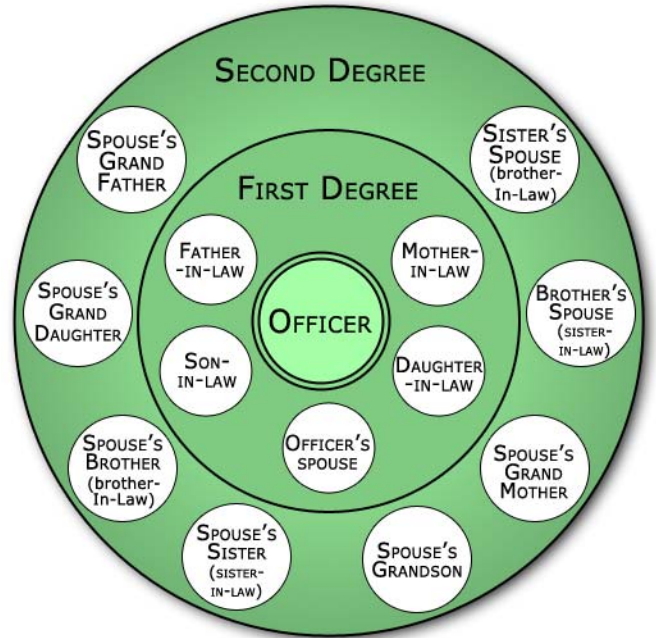 SECOND DEGREE
SPOUSE'S
GRAND
FATHER
SISTER'S
SPOUSE
(brother-
In-Law)
FIRST DEGREE
FATHER
-IN-LAW
MOTHER-
IN-LAW
OFFICER
SPOUSE'S
GRAND
DAUGHTER
BROTHER'S
SPOUSE
(SISTER-
IN-LAW)
SON-
IN-LAW
DAUGHTER
-IN-LAW
OFFICER'S
SPOUSE
SPOUSE'S
BROTHER
(brother-
In-Law)
SPOUSE'S
GRAND
MOTHER
SPOUSE'S
SISTER
(SISTER-
IN-LAW)
SPOUSE'S
GRANDSON